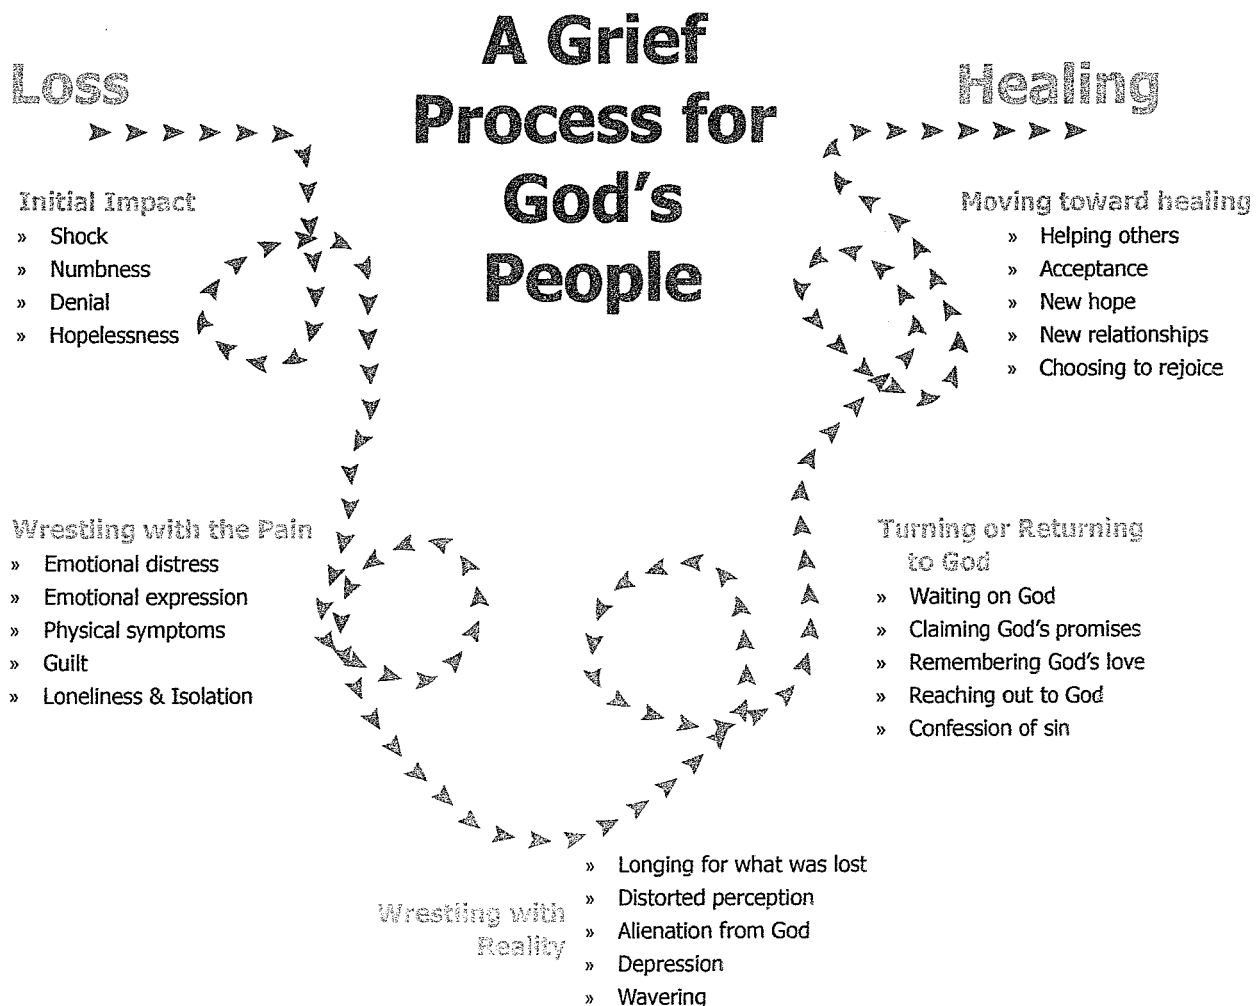 A Grief
Process for
God's
People
Loss
Healing
Initial Impact
» Shock
» Numbness
» Denial
» Hopelessness
Moving toward healing
» Helping others
» Acceptance
» New hope
» New relationships
» Choosing to rejoice
Wrestling with the Pain
» Emotional distress
» Emotional expression
» Physical symptoms
» Guilt
» Loneliness & Isolation
Turning or Returning
to God
» Waiting on God
» Claiming God's promises
» Remembering God's love
» Reaching out to God
» Confession of sin
Wrestling with
Reality
» Longing for what was lost
» Distorted perception
» Alienation from God
» Depression
» Wavering